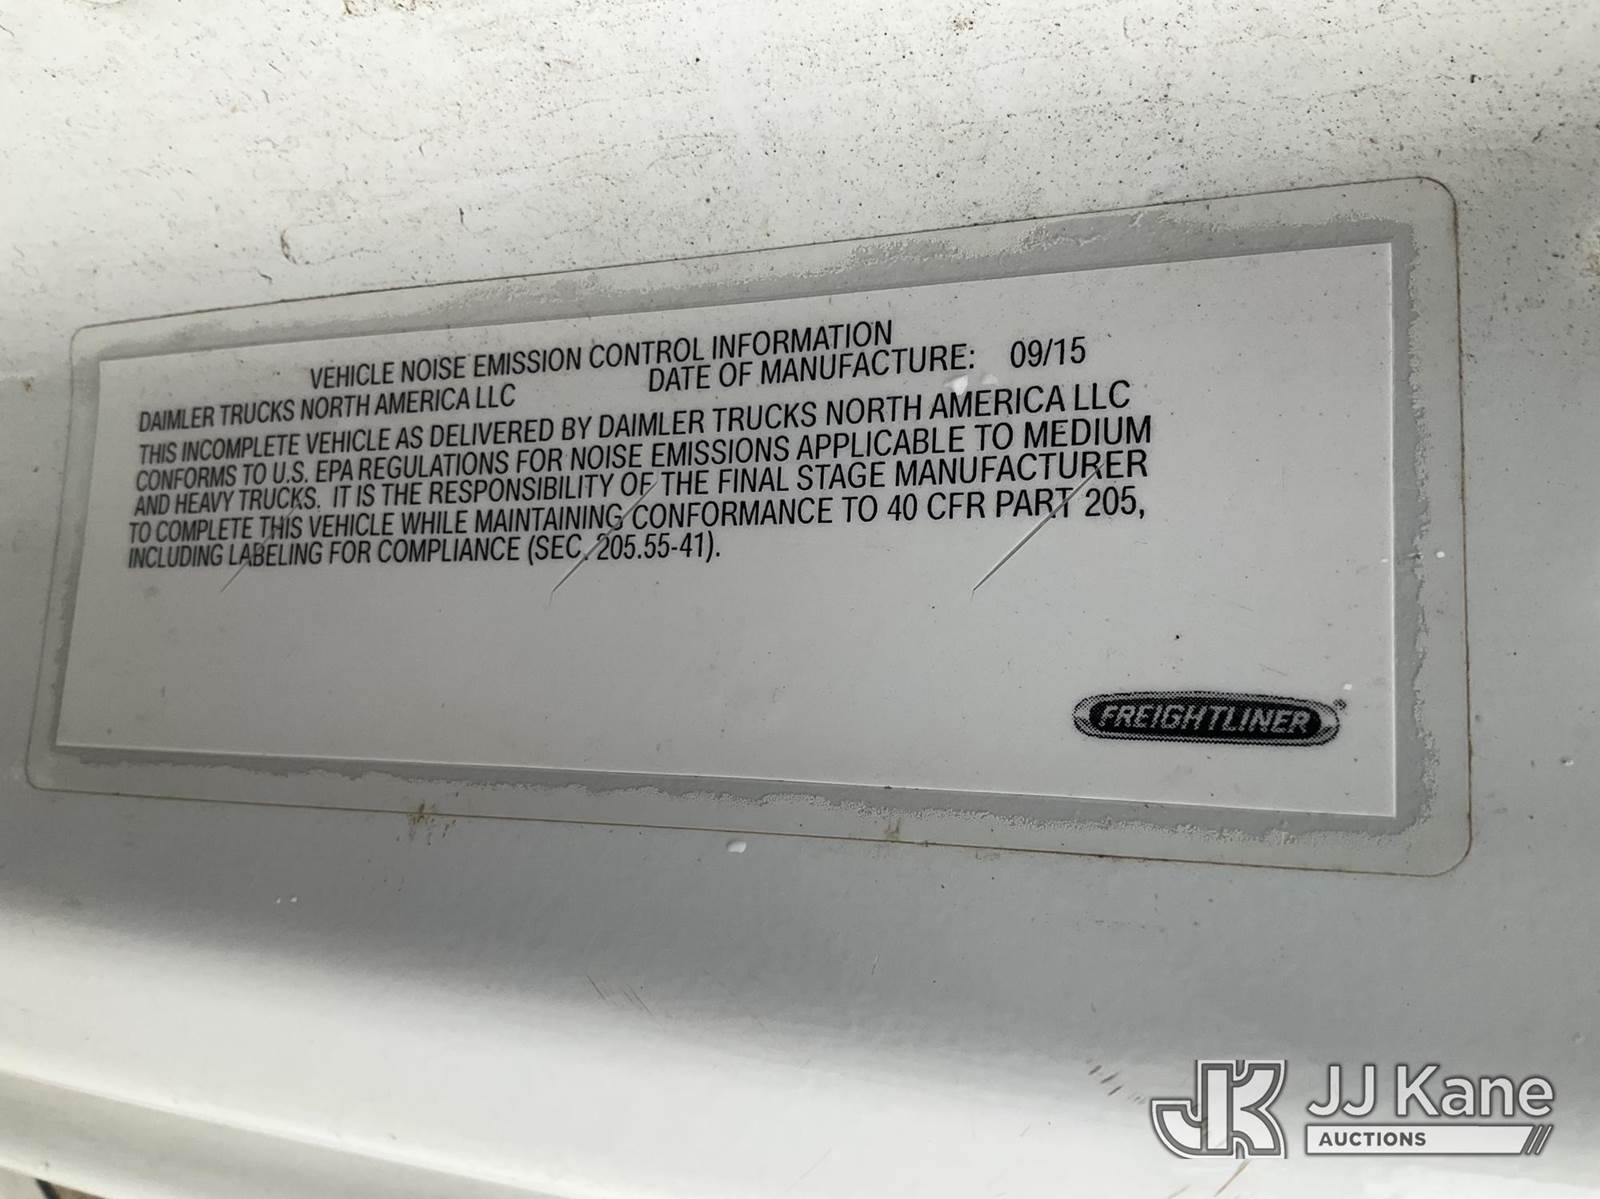 VEHICLE NOISE EMISSION CONTROL INFORMATION
DAIMLER TRUCKS NORTH AMERICA LLC DATE OF MANUFACTURE: 09/15
THIS INCOMPLETE VEHICLE AS DELIVERED BY DAIMLER TRUCKS NORTH AMERICA LLC
CONFORMS TO U.S. EPA REGULATIONS FOR NOISE EMISSIONS APPLICABLE TO MEDIUM
AND HEAVY TRUCKS. IT IS THE RESPONSIBILITY OF THE FINAL STAGE MANUFACTURER
TO COMPLETE THIS VEHICLE WHILE MAINTAINING CONFORMANCE TO 40 CFR PART 205,
INCLUDING LABELING FOR COMPLIANCE (SEC. 205.55-41).
FREIGHTLINER®
JK JJ Kane
AUCTIONS